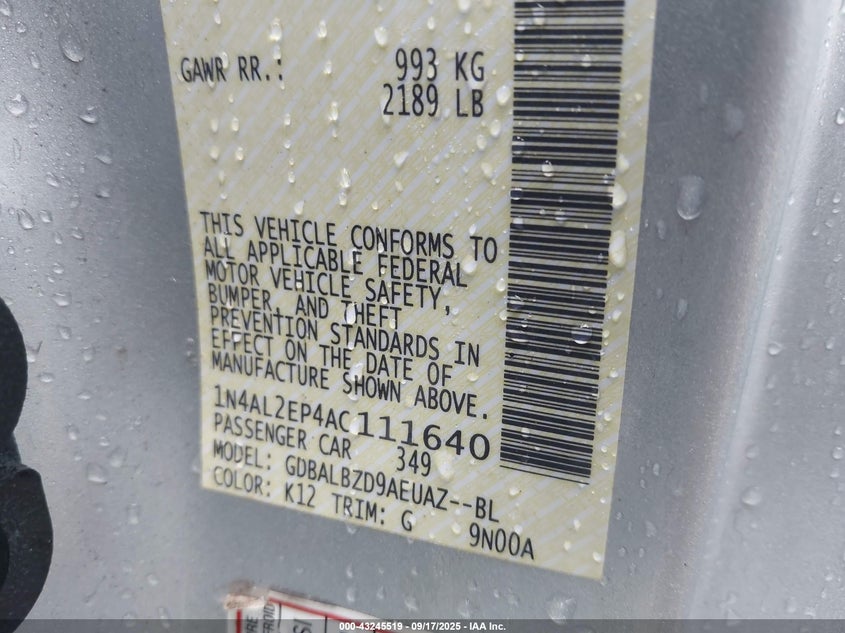 GAWR RR.: 993 KG
2189 LB
THIS VEHICLE CONFORMS TO
ALL APPLICABLE FEDERAL
MOTOR VEHICLE SAFETY,
BUMPER, AND THEFT
PREVENTION STANDARDS IN
EFFECT ON THE DATE OF
MANUFACTURE SHOWN ABOVE.
1N4AL2EP4AC111640
PASSENGER CAR 349
MODEL: GDBALBZD9AEUAZ--BL
COLOR: K12 TRIM: G 9N00A
000-43245519 - 09/17/2025 - IAA Inc.